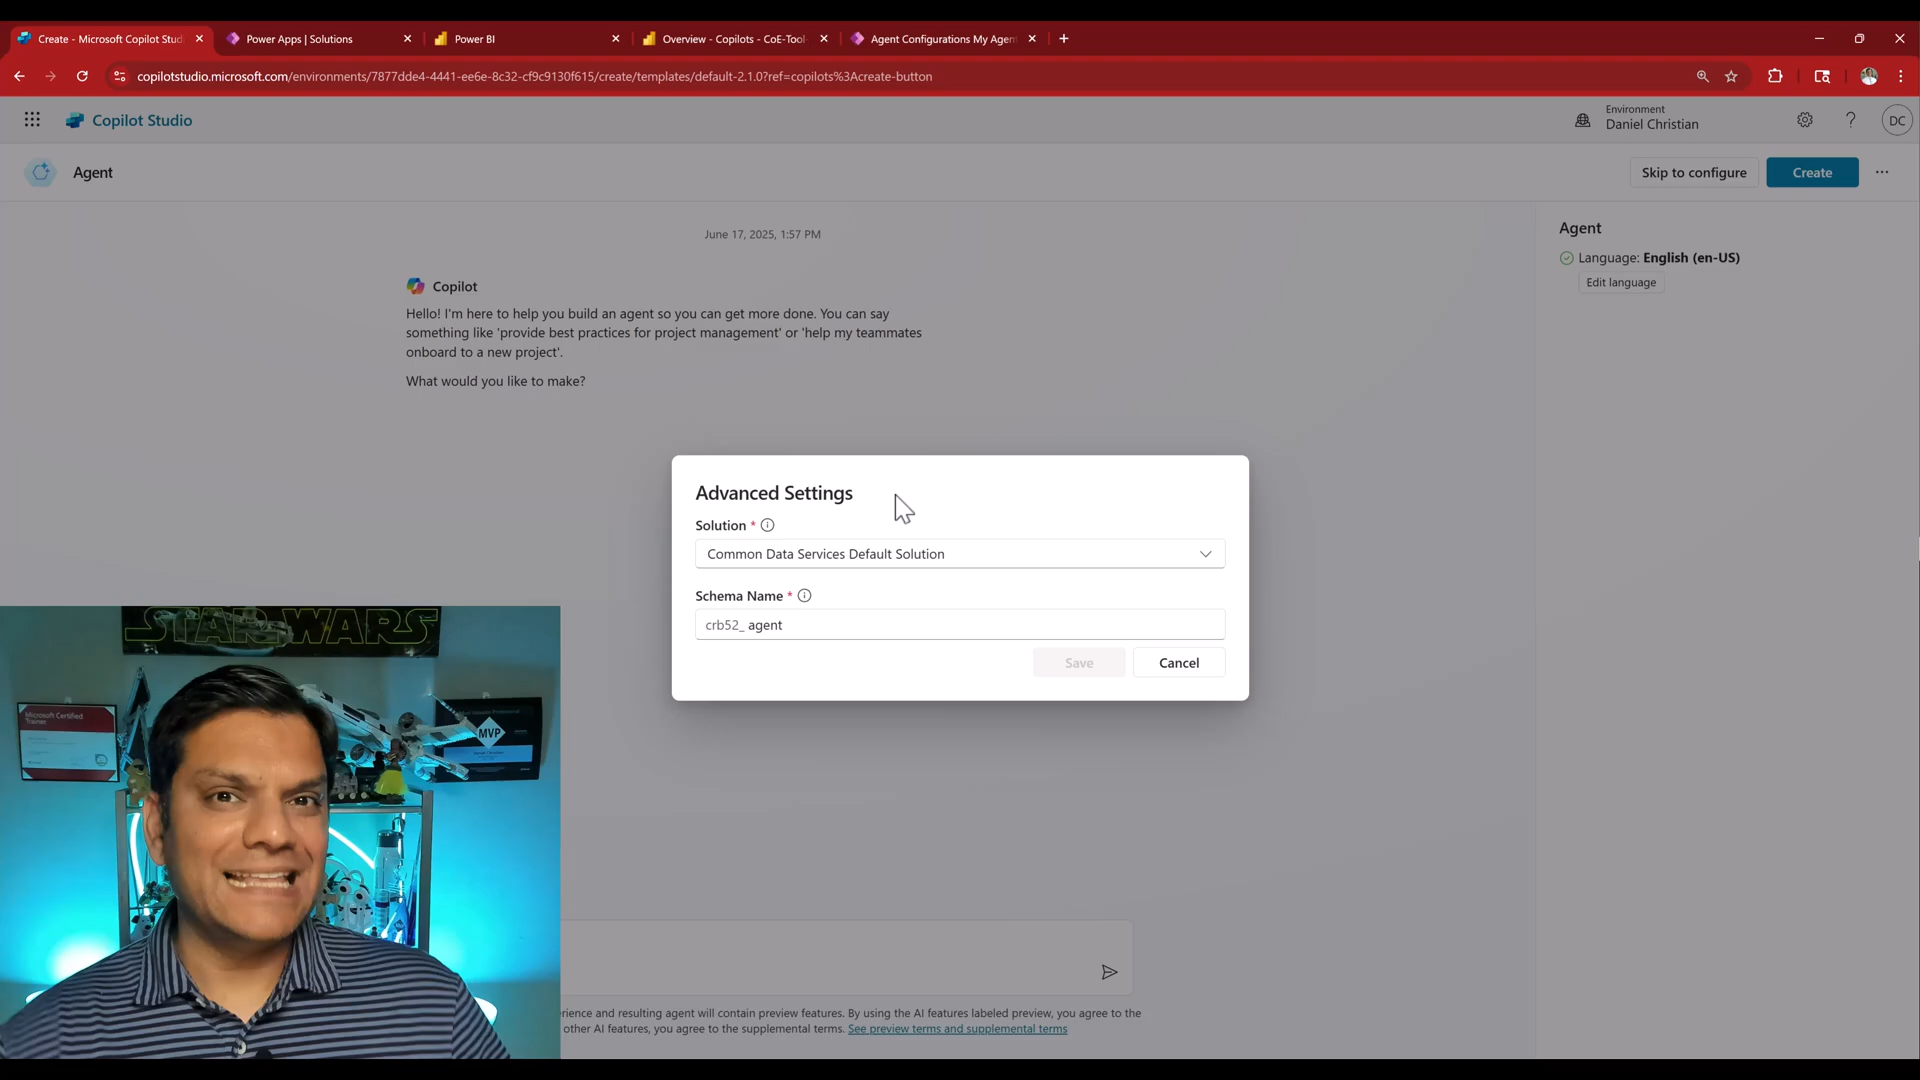 Create - Microsoft Copilot Stud
Power Apps | Solutions
Power BI
Overview - Copilots - CoE-Tool
Agent Configurations My Agen
copilotstudio.microsoft.com/environments/7877dde4-4441-ee6e-8c32-cf9c9130f615/create/templates/default-2.1.0?ref=copilots%3Acreate-button
Copilot Studio
Environment
Daniel Christian
?
DC
Agent
Skip to configure
Create
...
June 17, 2025, 1:57 PM
Agent
Language: English (en-US)
Edit language
Copilot
Hello! I'm here to help you build an agent so you can get more done. You can say
something like 'provide best practices for project management' or 'help my teammates
onboard to a new project'.
What would you like to make?
Advanced Settings
Solution *
Common Data Services Default Solution
Schema Name *
crb52_ agent
Save
Cancel
STAR WARS
Microsoft Certified
Trainer
MVP
rience and resulting agent will contain preview features. By using the AI features labeled preview, you agree to the
other AI features, you agree to the supplemental terms. See preview terms and supplemental terms